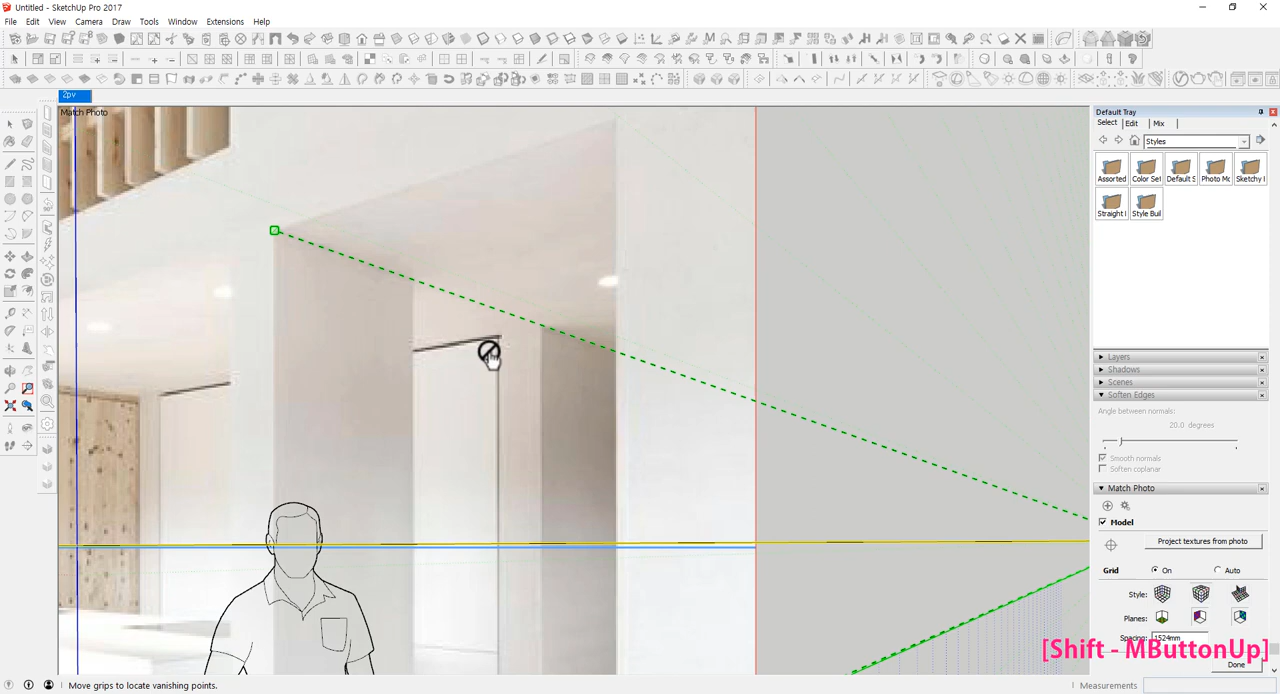 Untitled - SketchUp Pro 2017
File Edit View Camera Draw Tools Window Extensions Help
2pv
Match Photo
Default Tray
Select Edit Mix
Styles
Assorted Color Sel Default S Photo Mo Sketchy I
Straight I Style Buil
Layers
Shadows
Scenes
Soften Edges
Angle between normals:
20.0 degrees
Smooth normals
Soften coplanar
Match Photo
Model
Project textures from photo
Grid On Auto
Style:
Planes:
Spacing: 1524mm
[Shift - MButtonUp]
Done
Move grips to locate vanishing points.
Measurements